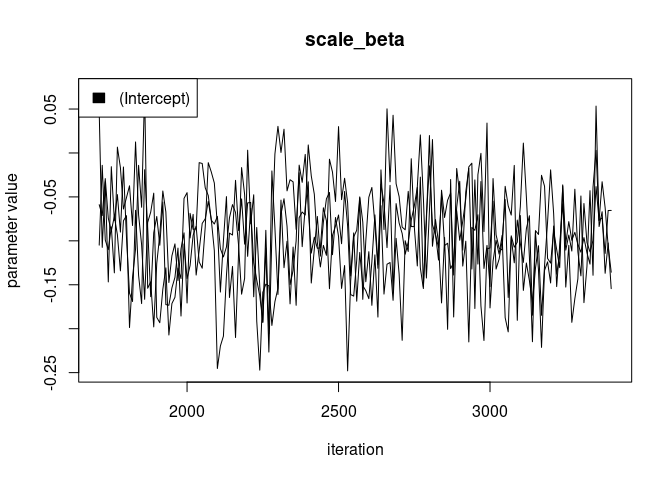 scale_beta
(Intercept)
0.05
-0.05
-0.15
-0.25
parameter value
2000 2500 3000
iteration